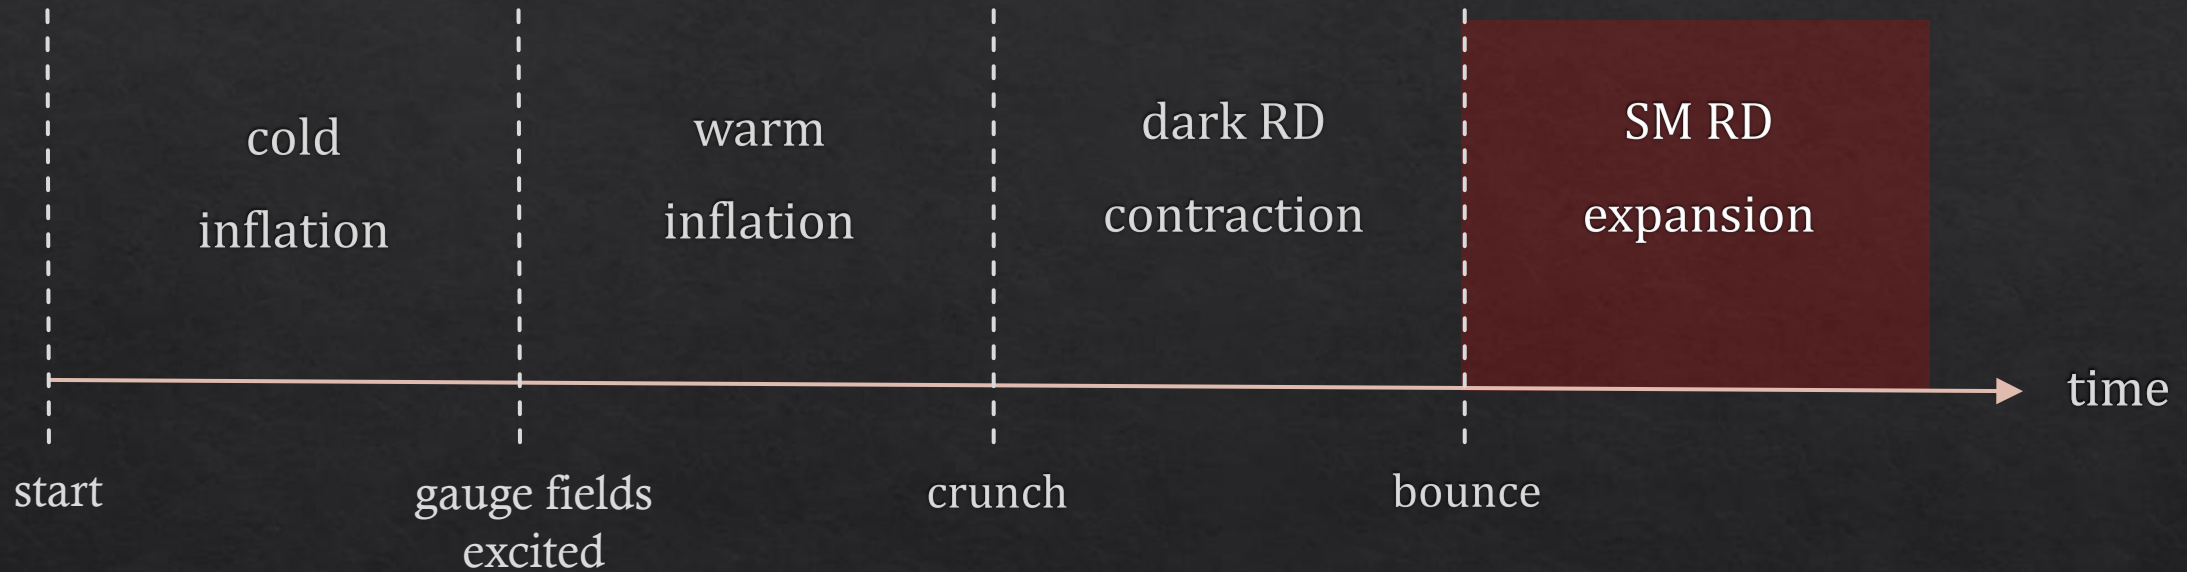 cold
inflation
warm
inflation
dark RD
contraction
SM RD
expansion
time
start
gauge fields
excited
crunch
bounce